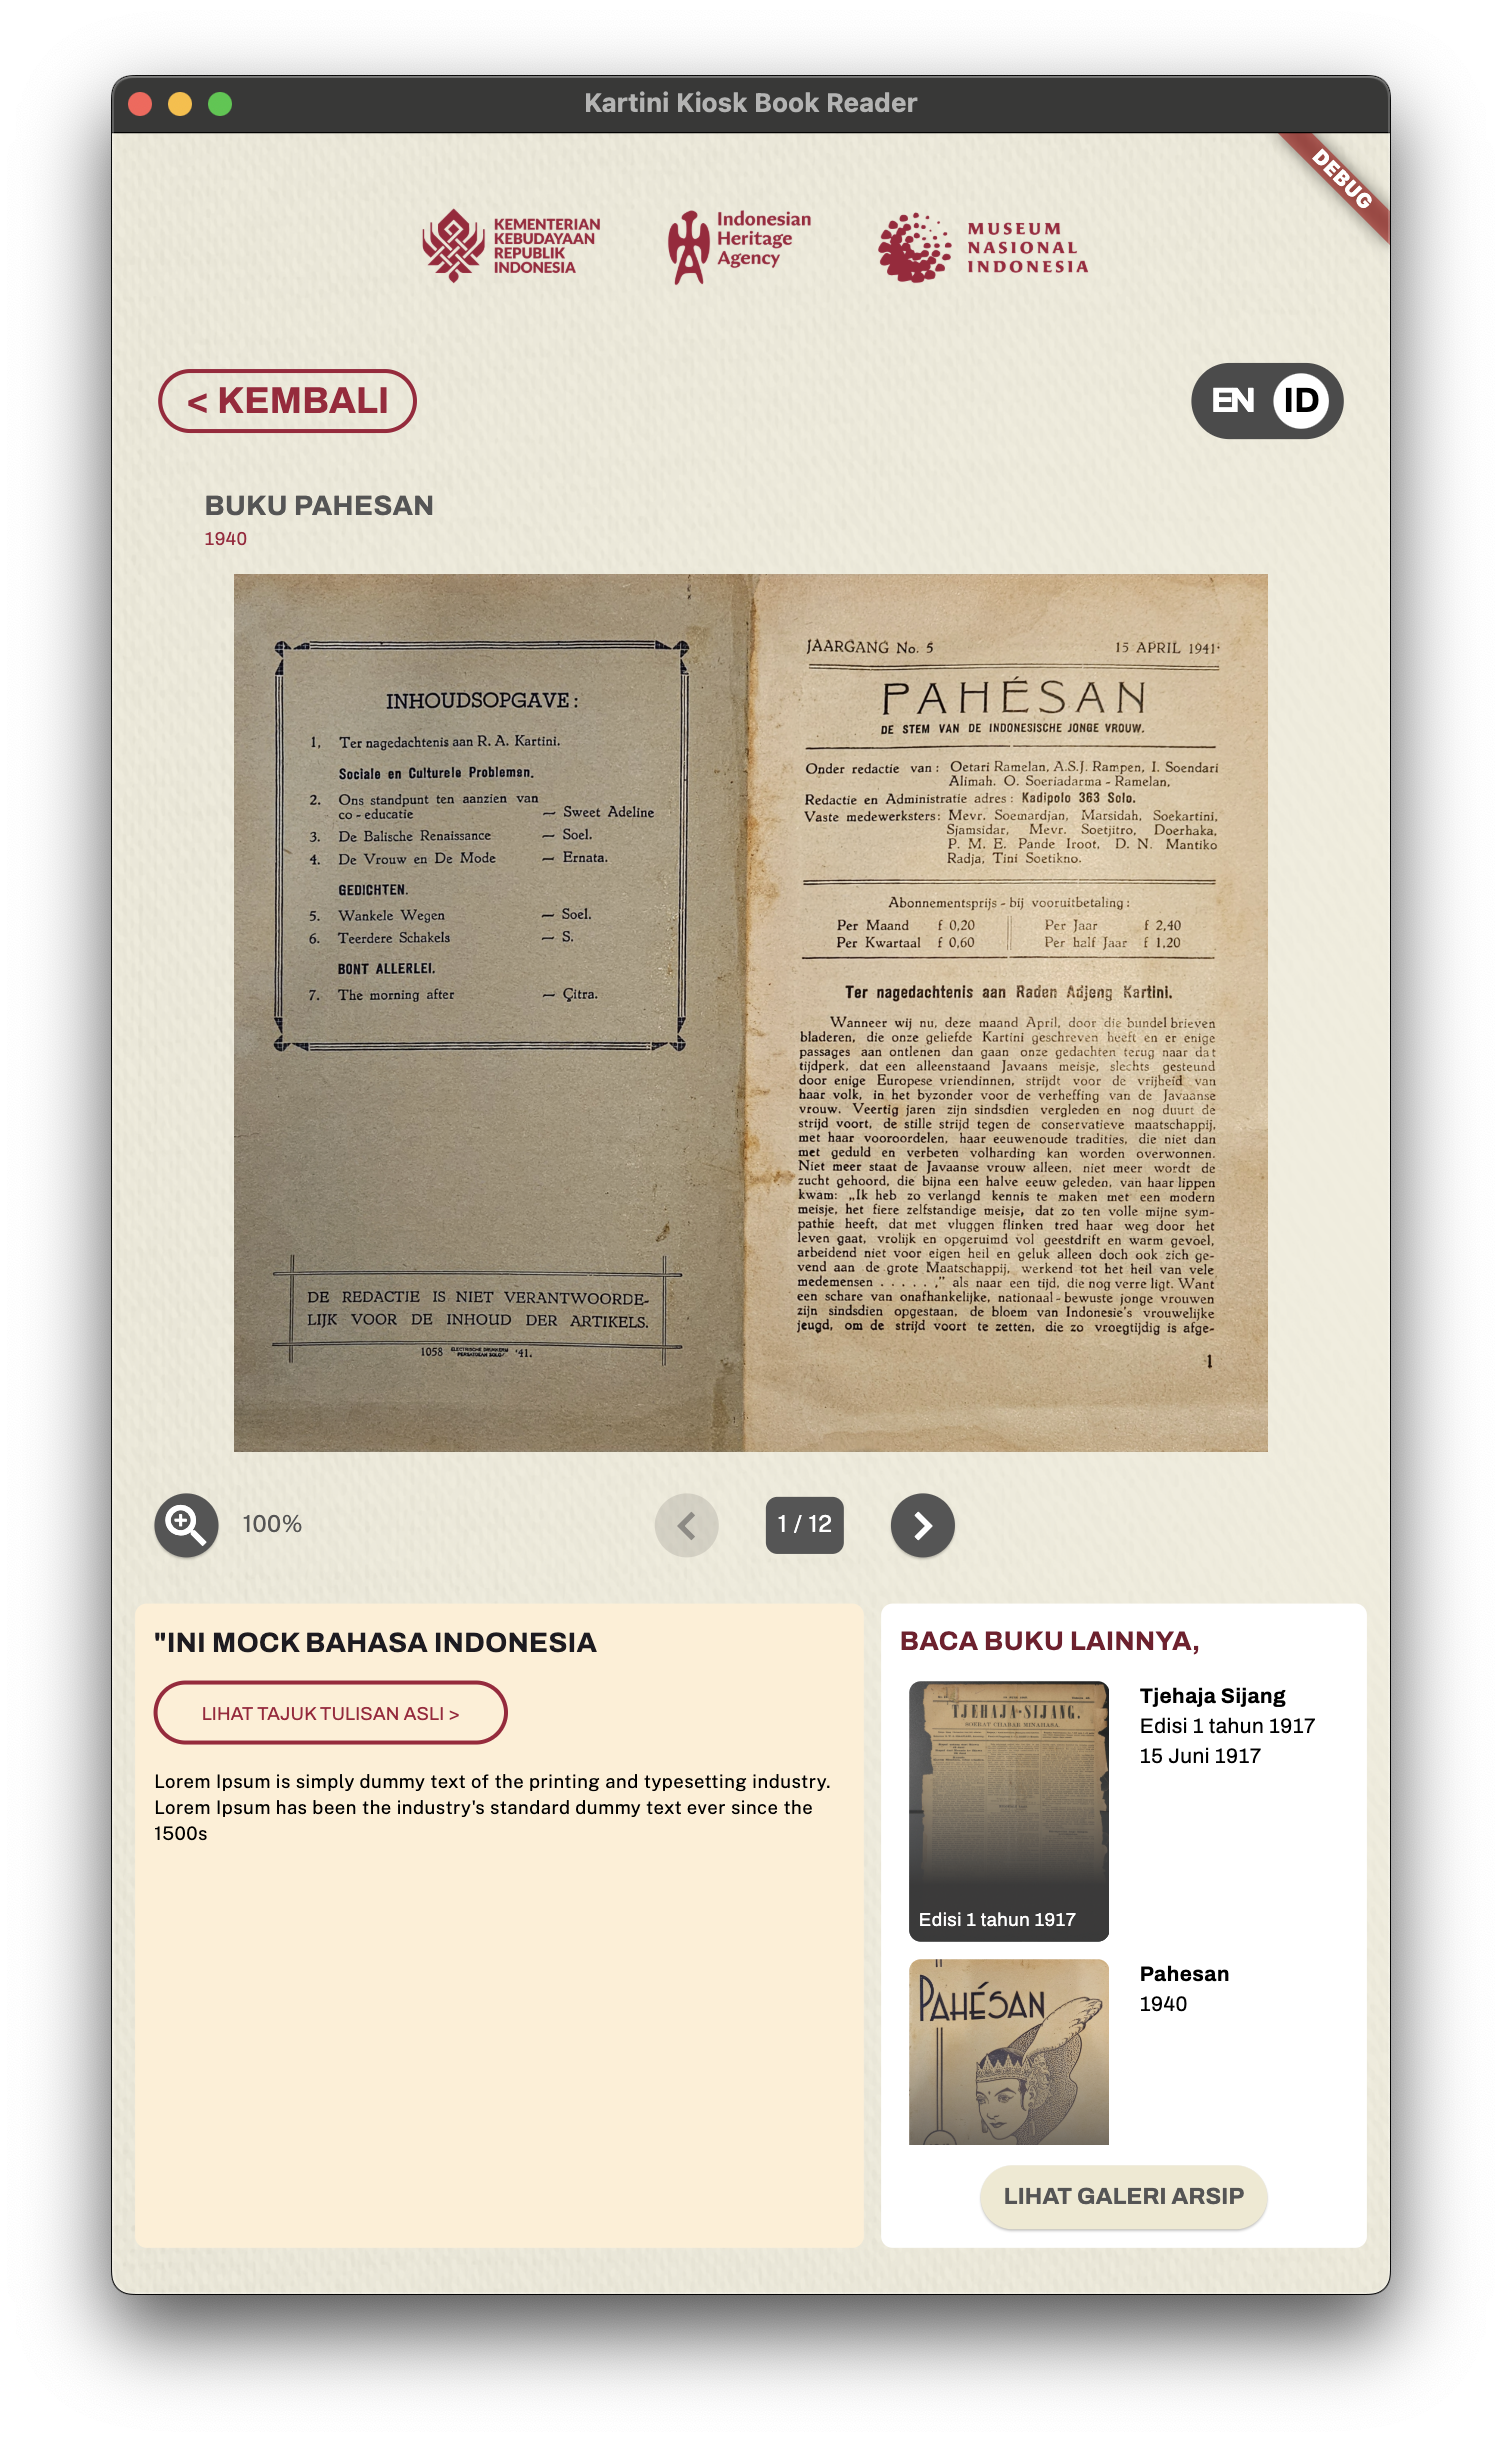 Kartini Kiosk Book Reader
DEBUG
KEMENTERIAN
KEBUDAYAAN
REPUBLIK
INDONESIA
Indonesian
Heritage
Agency
MUSEUM
NASIONAL
INDONESIA
< KEMBALI
EN ID
BUKU PAHESAN
1940
INHOUDSOPGAVE:
1. Ter nagedachtenis aan R. A. Kartini.
Sociale en Culturele Problemen.
2. Ons standpunt ten aanzien van
co-educatie — Sweet Adeline
3. De Balische Renaissance — Soel.
4. De Vrouw en De Mode — Ernata.
GEDICHTEN.
5. Wankele Wegen — Soel.
6. Teerdere Schakels — S.
BONT ALLERLEI.
7. The morning after — Çitra.
DE REDACTIE IS NIET VERANTWOORDE-
LIJK VOOR DE INHOUD DER ARTIKELS.
1058 ELECTRISCHE DRUKKERIJ '41.
JAARGANG No. 5 15 APRIL 1941
PAHÉSAN
DE STEM VAN DE INDONESISCHE JONGE VROUW.
Onder redactie van: Oetari Ramelan, A.S.J. Rampen, I. Soendari
Alimah. O. Soeriadarma - Ramelan,
Redactie en Administratie adres: Kadipolo 363 Solo.
Vaste medewerksters: Mevr. Soemardjan, Marsidah, Soekartini,
Sjamsidar, Mevr. Soetjitro, Doerhaka,
P. M. E. Pande Iroot, D. N. Mantiko
Radja, Tini Soetikno.
Abonnementsprijs - bij vooruitbetaling:
Per Maand f 0,20 Per Jaar f 2,40
Per Kwartaal f 0,60 Per half Jaar f 1,20
Ter nagedachtenis aan Raden Adjeng Kartini.
Wanneer wij nu, deze maand April, door die bundel brieven
bladeren, die onze geliefde Kartini geschreven heeft en er enige
passages aan ontlenen dan gaan onze gedachten terug naar dat
tijdperk, dat een alleenstaand Javaans meisje, slechts gesteund
door enige Europese vriendinnen, strijdt voor de vrijheid van
haar volk, in het byzonder voor de verheffing van de Javaanse
vrouw. Veertig jaren zijn sindsdien vergleden en nog duurt de
strijd voort, de stille strijd tegen de conservatieve maatschappij,
met haar vooroordelen, haar eeuwenoude tradities, die niet dan
met geduld en verbeten volharding kan worden overwonnen.
Niet meer staat de Javaanse vrouw alleen, niet meer wordt de
zucht gehoord, die bijna een halve eeuw geleden, van haar lippen
kwam: „Ik heb zo verlangd kennis te maken met een modern
meisje, het fiere zelfstandige meisje, dat zo ten volle mijne sym-
pathie heeft, dat met vluggen flinken tred haar weg door het
leven gaat, vrolijk en opgeruimd vol geestdrift en warm gevoel,
arbeidend niet voor eigen heil en geluk alleen doch ook zich ge-
vend aan de grote Maatschappij, werkend tot het heil van vele
medemensen . . . . . ." als naar een tijd, die nog verre ligt. Want
een schare van onafhankelijke, nationaal-bewuste jonge vrouwen
zijn sindsdien opgestaan, de bloem van Indonesie's vrouwelijke
jeugd, om de strijd voort te zetten, die zo vroegtijdig is afge-
1
100%
1 / 12
"INI MOCK BAHASA INDONESIA
LIHAT TAJUK TULISAN ASLI >
Lorem Ipsum is simply dummy text of the printing and typesetting industry.
Lorem Ipsum has been the industry's standard dummy text ever since the
1500s
BACA BUKU LAINNYA,
TJEHAJA-SIJANG.
SOERAT CHABAR MINAHASA.
Edisi 1 tahun 1917
Tjehaja Sijang
Edisi 1 tahun 1917
15 Juni 1917
PAHÉSAN
Pahesan
1940
LIHAT GALERI ARSIP